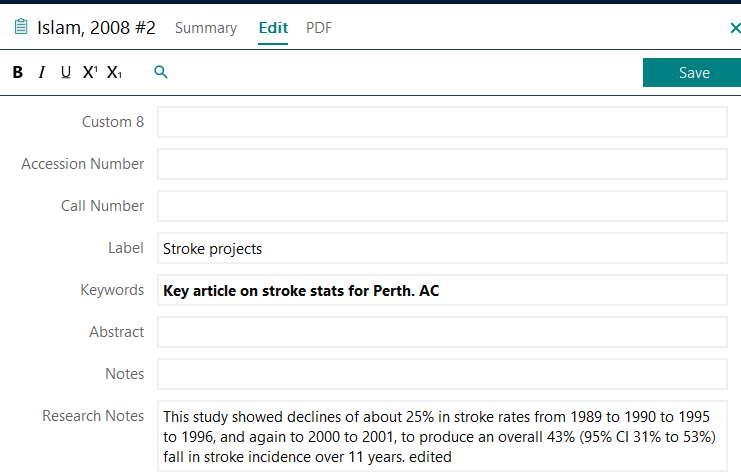 Islam, 2008 #2 Summary Edit PDF
B I U X¹ X₁ Save
Custom 8
Accession Number
Call Number
Label Stroke projects
Keywords Key article on stroke stats for Perth. AC
Abstract
Notes
Research Notes This study showed declines of about 25% in stroke rates from 1989 to 1990 to 1995
to 1996, and again to 2000 to 2001, to produce an overall 43% (95% CI 31% to 53%)
fall in stroke incidence over 11 years. edited